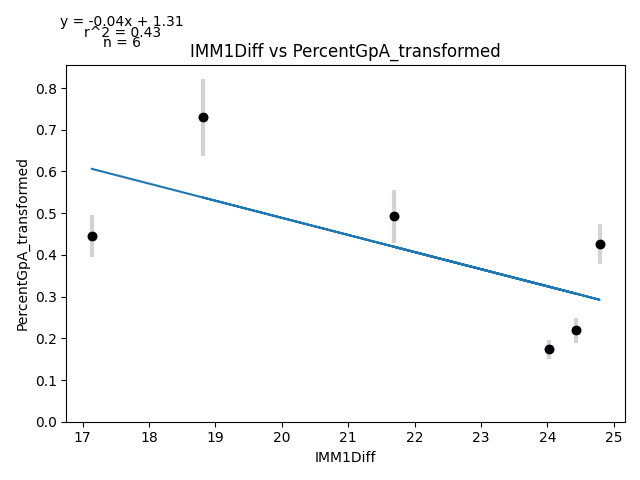 y = -0.04x + 1.31
r^2 = 0.43
n = 6
IMM1Diff vs PercentGpA_transformed
PercentGpA_transformed
0.8
0.7
0.6
0.5
0.4
0.3
0.2
0.1
0.0
17 18 19 20 21 22 23 24 25
IMM1Diff